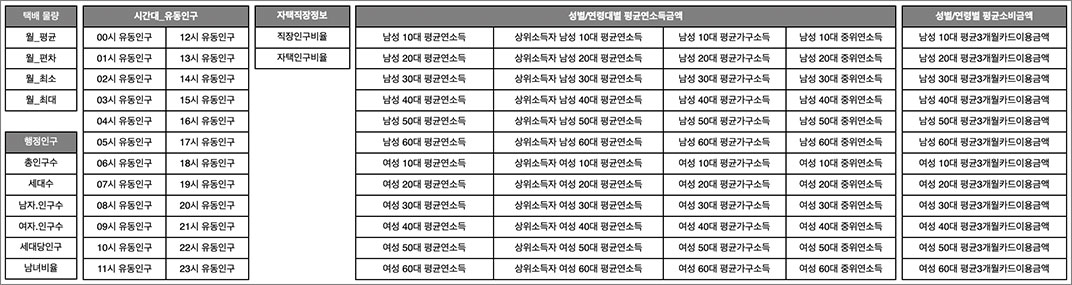 택배 물량
월_평균
월_편차
월_최소
월_최대
행정인구
총인구수
세대수
남자.인구수
여자.인구수
세대당인구
남녀비율
시간대_유동인구
00시 유동인구 12시 유동인구
01시 유동인구 13시 유동인구
02시 유동인구 14시 유동인구
03시 유동인구 15시 유동인구
04시 유동인구 16시 유동인구
05시 유동인구 17시 유동인구
06시 유동인구 18시 유동인구
07시 유동인구 19시 유동인구
08시 유동인구 20시 유동인구
09시 유동인구 21시 유동인구
10시 유동인구 22시 유동인구
11시 유동인구 23시 유동인구
자택직장정보
직장인구비율
자택인구비율
성별/연령대별 평균연소득금액
남성 10대 평균연소득 상위소득자 남성 10대 평균연소득 남성 10대 평균가구소득 남성 10대 중위연소득
남성 20대 평균연소득 상위소득자 남성 20대 평균연소득 남성 20대 평균가구소득 남성 20대 중위연소득
남성 30대 평균연소득 상위소득자 남성 30대 평균연소득 남성 30대 평균가구소득 남성 30대 중위연소득
남성 40대 평균연소득 상위소득자 남성 40대 평균연소득 남성 40대 평균가구소득 남성 40대 중위연소득
남성 50대 평균연소득 상위소득자 남성 50대 평균연소득 남성 50대 평균가구소득 남성 50대 중위연소득
남성 60대 평균연소득 상위소득자 남성 60대 평균연소득 남성 60대 평균가구소득 남성 60대 중위연소득
여성 10대 평균연소득 상위소득자 여성 10대 평균연소득 여성 10대 평균가구소득 여성 10대 중위연소득
여성 20대 평균연소득 상위소득자 여성 20대 평균연소득 여성 20대 평균가구소득 여성 20대 중위연소득
여성 30대 평균연소득 상위소득자 여성 30대 평균연소득 여성 30대 평균가구소득 여성 30대 중위연소득
여성 40대 평균연소득 상위소득자 여성 40대 평균연소득 여성 40대 평균가구소득 여성 40대 중위연소득
여성 50대 평균연소득 상위소득자 여성 50대 평균연소득 여성 50대 평균가구소득 여성 50대 중위연소득
여성 60대 평균연소득 상위소득자 여성 60대 평균연소득 여성 60대 평균가구소득 여성 60대 중위연소득
성별/연령별 평균소비금액
남성 10대 평균3개월카드이용금액
남성 20대 평균3개월카드이용금액
남성 30대 평균3개월카드이용금액
남성 40대 평균3개월카드이용금액
남성 50대 평균3개월카드이용금액
남성 60대 평균3개월카드이용금액
여성 10대 평균3개월카드이용금액
여성 20대 평균3개월카드이용금액
여성 30대 평균3개월카드이용금액
여성 40대 평균3개월카드이용금액
여성 50대 평균3개월카드이용금액
여성 60대 평균3개월카드이용금액